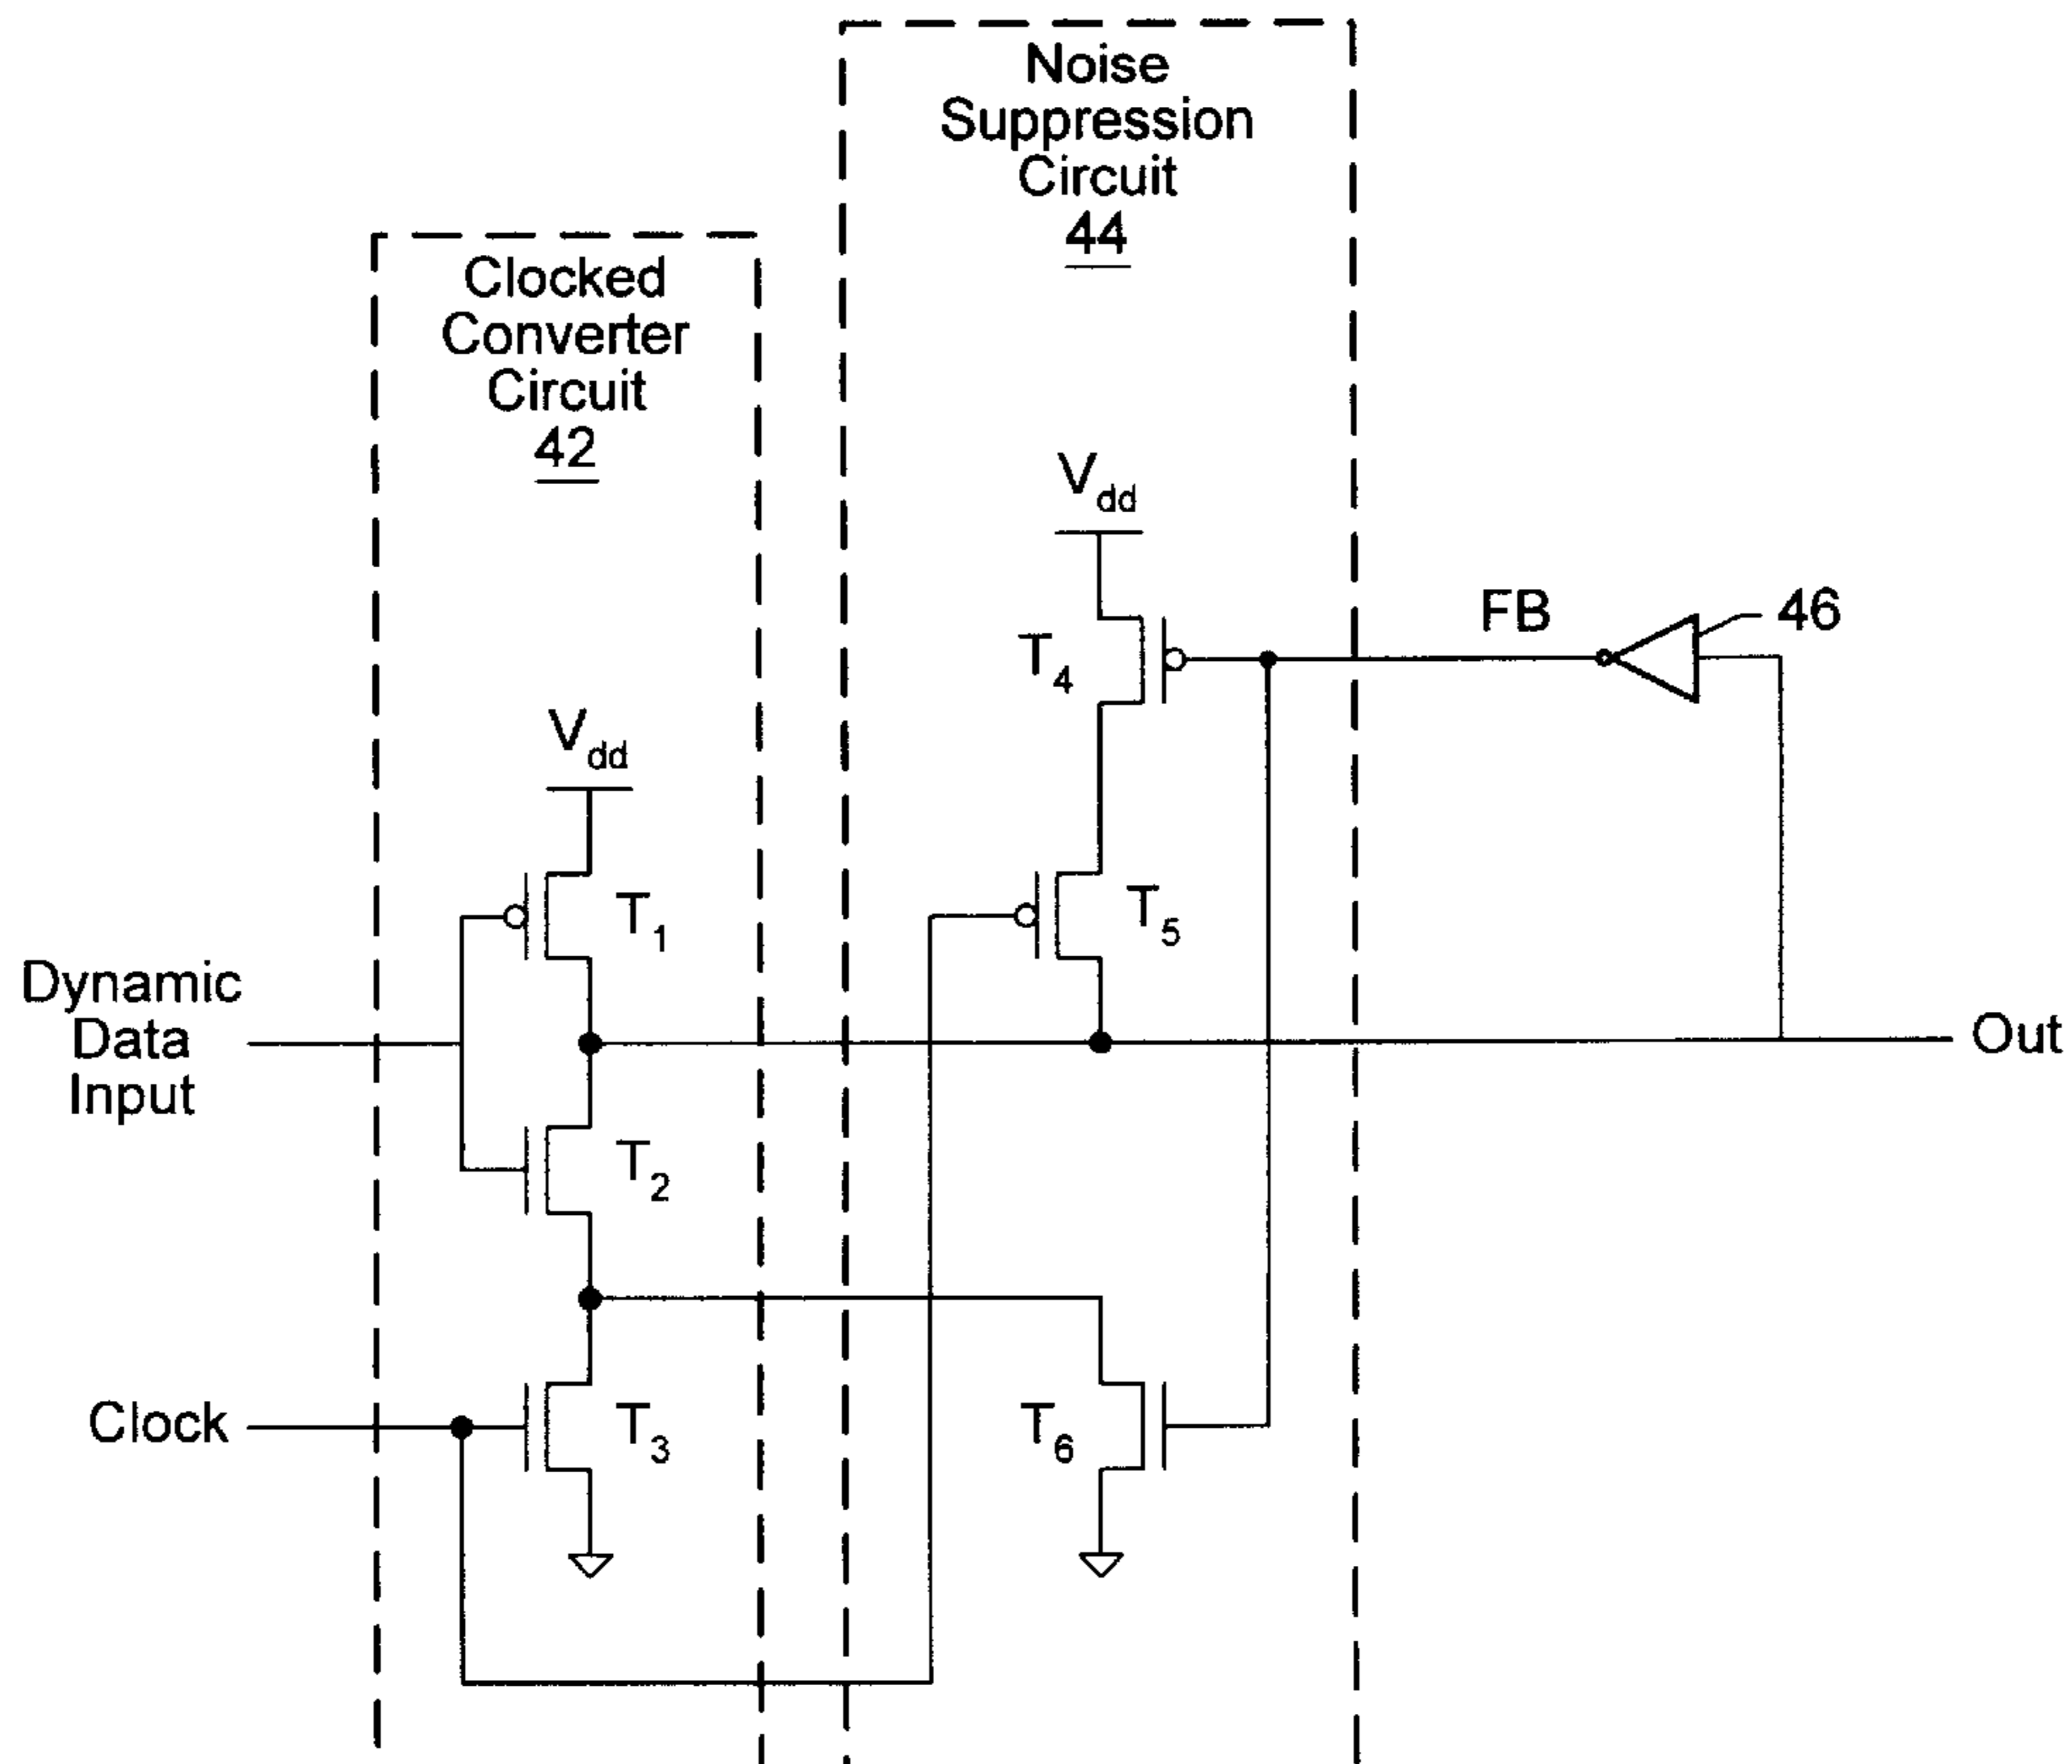 Noise
Suppression
Circuit
44
Clocked
Converter
Circuit
42
Vdd
FB
46
T4
Vdd
T1
T5
Dynamic
Data
Input
Out
T2
Clock
T3
T6